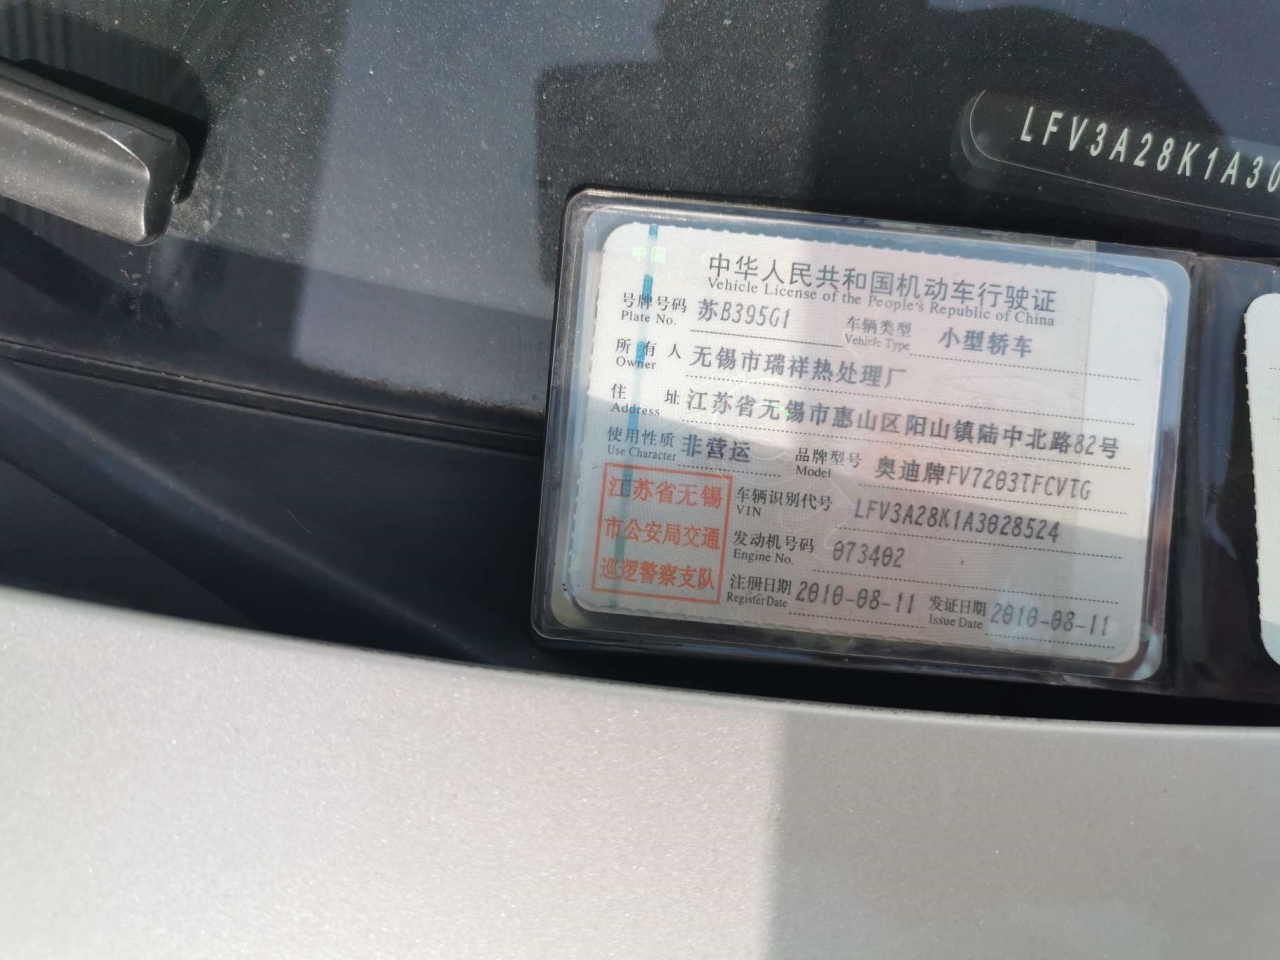 LFV3A28K1A30
中国
中华人民共和国机动车行驶证
Vehicle License of the People's Republic of China
号牌号码 苏B395G1 车辆类型 小型轿车
Plate No. Vehicle Type
所有人 无锡市瑞祥热处理厂
Owner
住址 江苏省无锡市惠山区阳山镇陆中北路82号
Address
使用性质 非营运 品牌型号 奥迪牌FV7203TFCVTG
Use Character Model
江苏省无锡
市公安局交通
巡逻警察支队
车辆识别代号 LFV3A28K1A3028524
VIN
发动机号码 073402
Engine No.
注册日期 2010-08-11 发证日期 2010-08-11
Register Date Issue Date